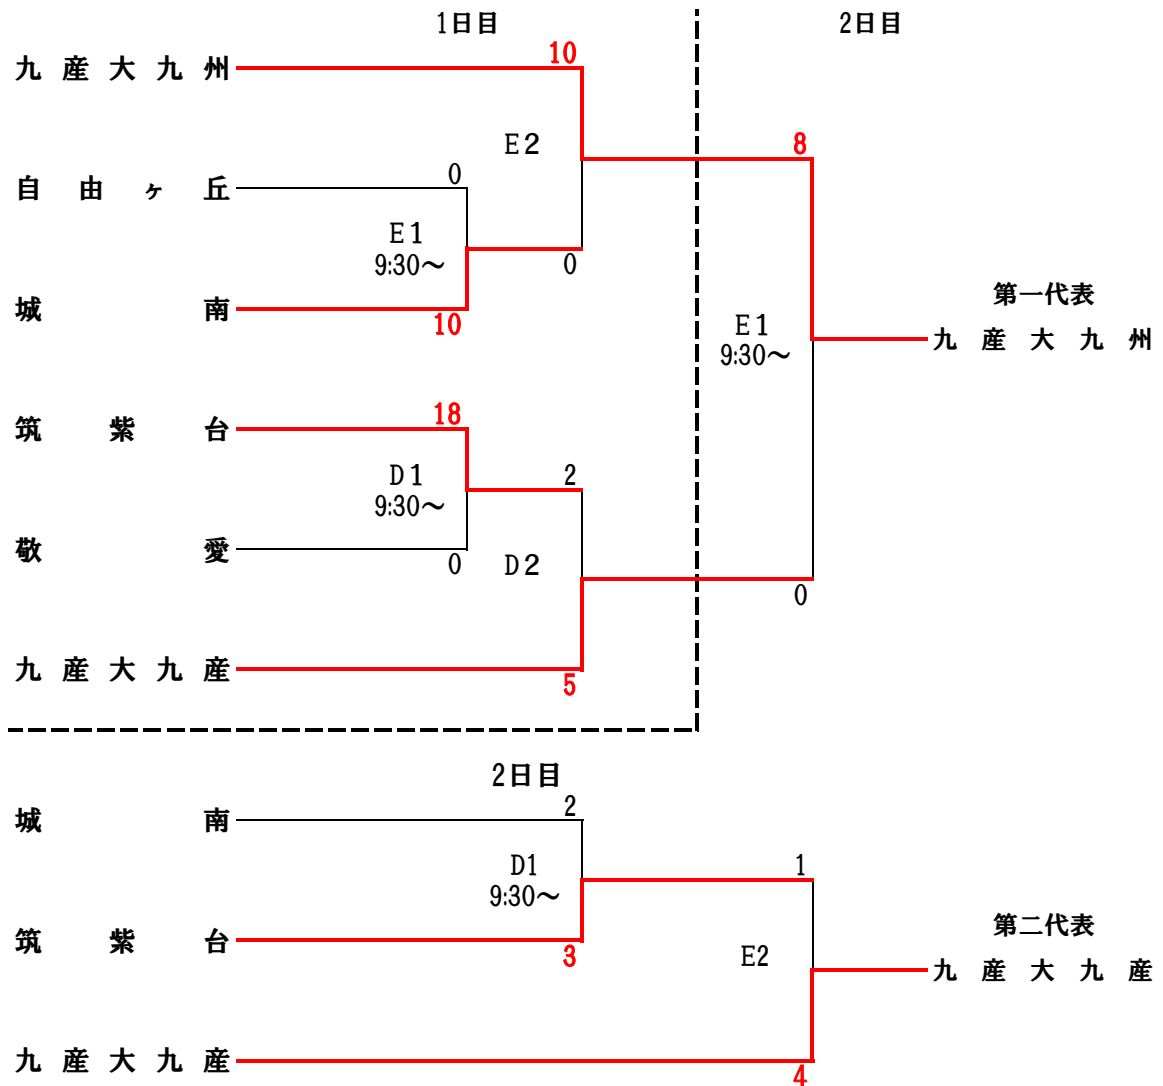 1日目
2日目
10
九産大九州
8
E2
0
自由ヶ丘
E1
9:30～
0
城南
10
第一代表
E1
九産大九州
9:30～
18
筑紫台
D1
2
9:30～
敬愛
0
D2
0
九産大九産
5
2日目
2
城南
D1
1
9:30～
第二代表
筑紫台
3
E2
九産大九産
九産大九産
4